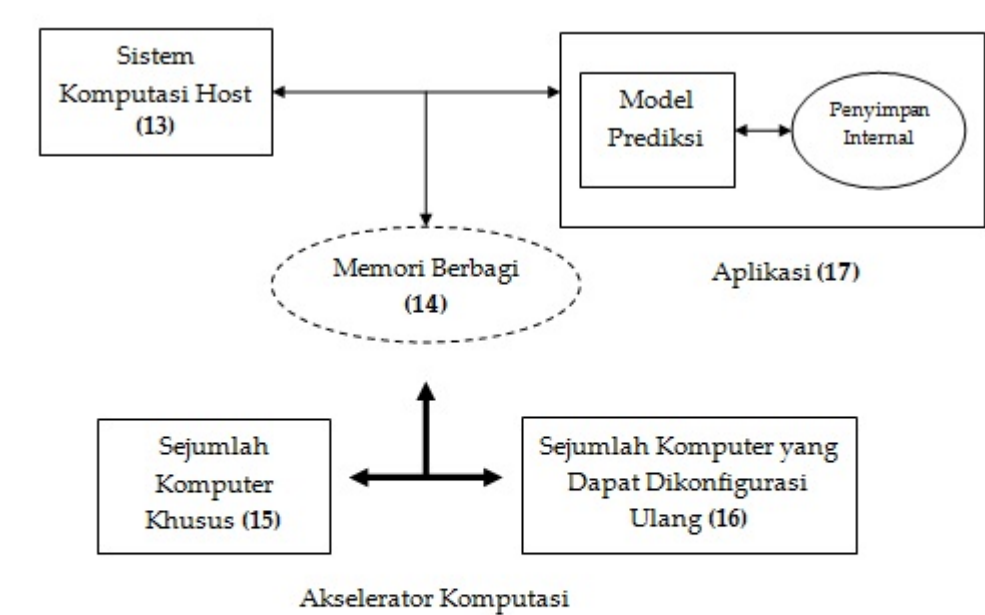 Sistem
Komputasi Host
(13)
Model
Prediksi
Penyimpan
Internal
Aplikasi (17)
Memori Berbagi
(14)
Sejumlah
Komputer
Khusus (15)
Sejumlah Komputer yang
Dapat Dikonfigurasi
Ulang (16)
Akselerator Komputasi